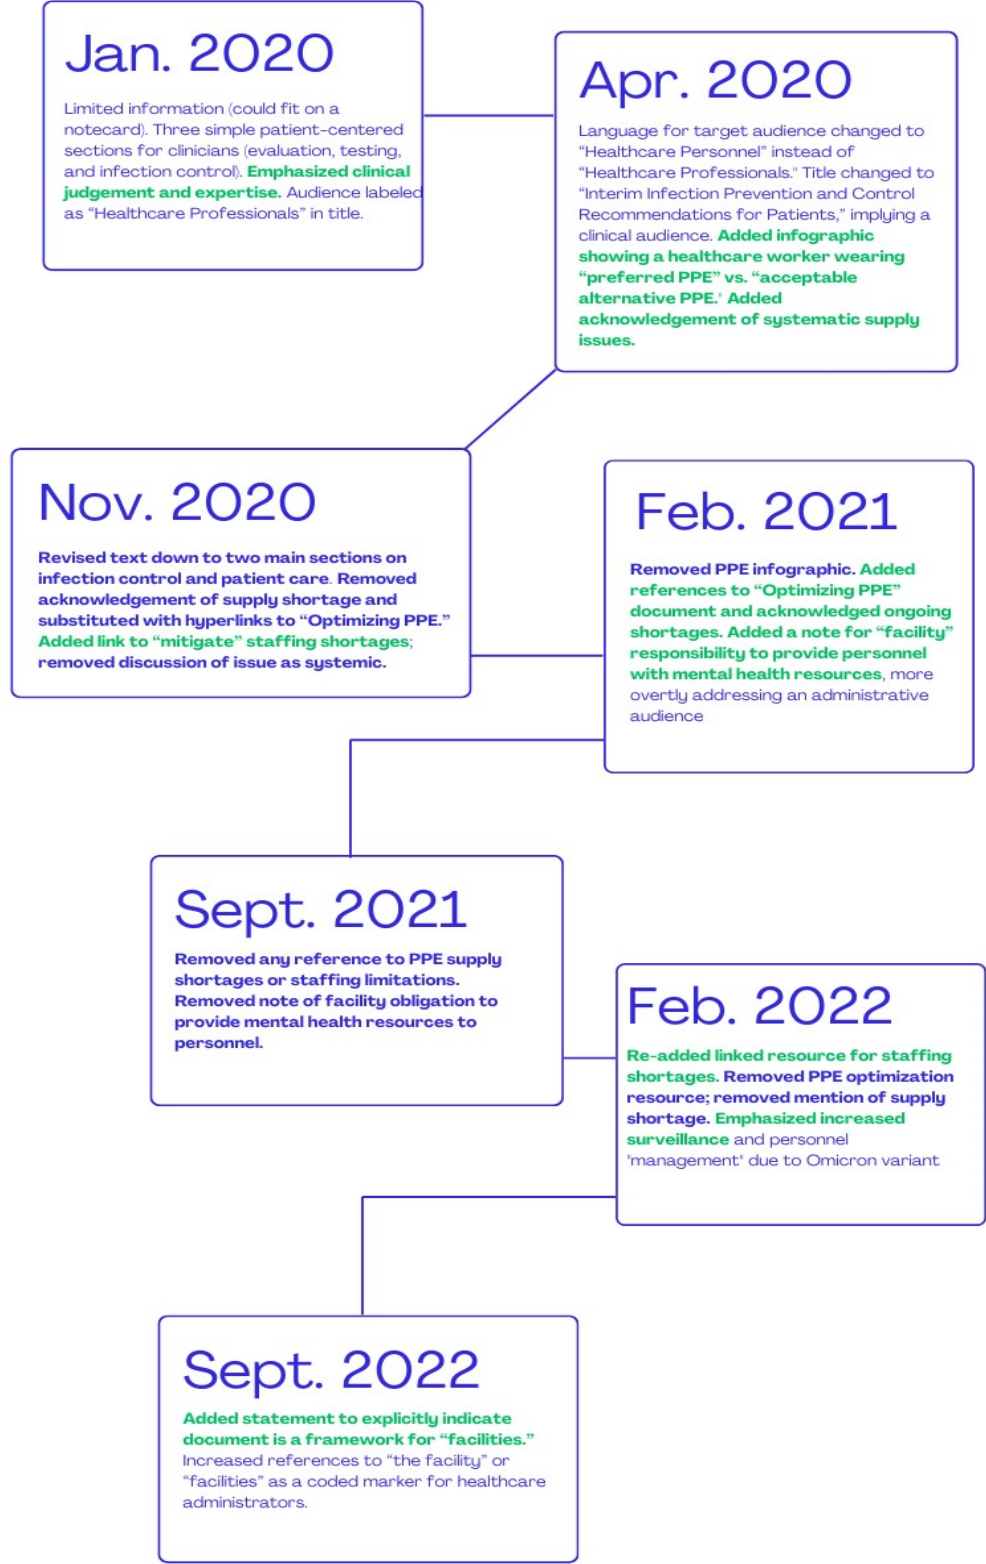 Jan. 2020
Limited information (could fit on a
notecard). Three simple patient-centered
sections for clinicians (evaluation, testing,
and infection control). Emphasized clinical
judgement and expertise. Audience labeled
as “Healthcare Professionals” in title.
Apr. 2020
Language for target audience changed to
“Healthcare Personnel” instead of
“Healthcare Professionals." Title changed to
“Interim Infection Prevention and Control
Recommendations for Patients,” implying a
clinical audience. Added infographic
showing a healthcare worker wearing
“preferred PPE” vs. “acceptable
alternative PPE." Added
acknowledgement of systematic supply
issues.
Nov. 2020
Revised text down to two main sections on
infection control and patient care. Removed
acknowledgement of supply shortage and
substituted with hyperlinks to “Optimizing PPE.”
Added link to “mitigate” staffing shortages;
removed discussion of issue as systemic.
Feb. 2021
Removed PPE infographic. Added
references to “Optimizing PPE”
document and acknowledged ongoing
shortages. Added a note for “facility”
responsibility to provide personnel
with mental health resources, more
overtly addressing an administrative
audience
Sept. 2021
Removed any reference to PPE supply
shortages or staffing limitations.
Removed note of facility obligation to
provide mental health resources to
personnel.
Feb. 2022
Re-added linked resource for staffing
shortages. Removed PPE optimization
resource; removed mention of supply
shortage. Emphasized increased
surveillance and personnel
"management" due to Omicron variant
Sept. 2022
Added statement to explicitly indicate
document is a framework for “facilities.”
Increased references to “the facility” or
“facilities” as a coded marker for healthcare
administrators.